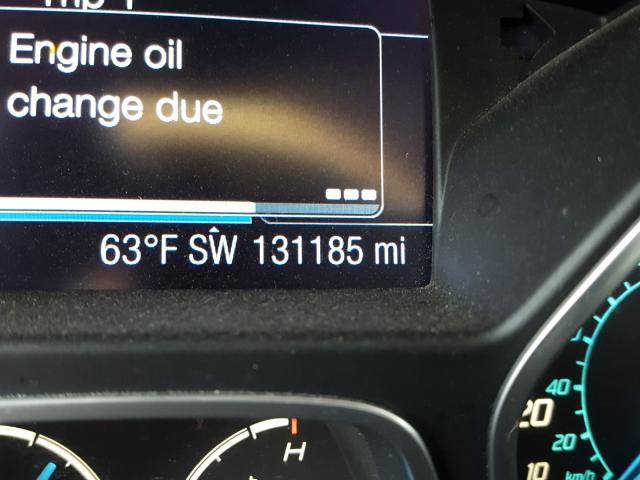 Engine oil
change due
63°F SW 131185 mi
H
40
20
20
10
km/h